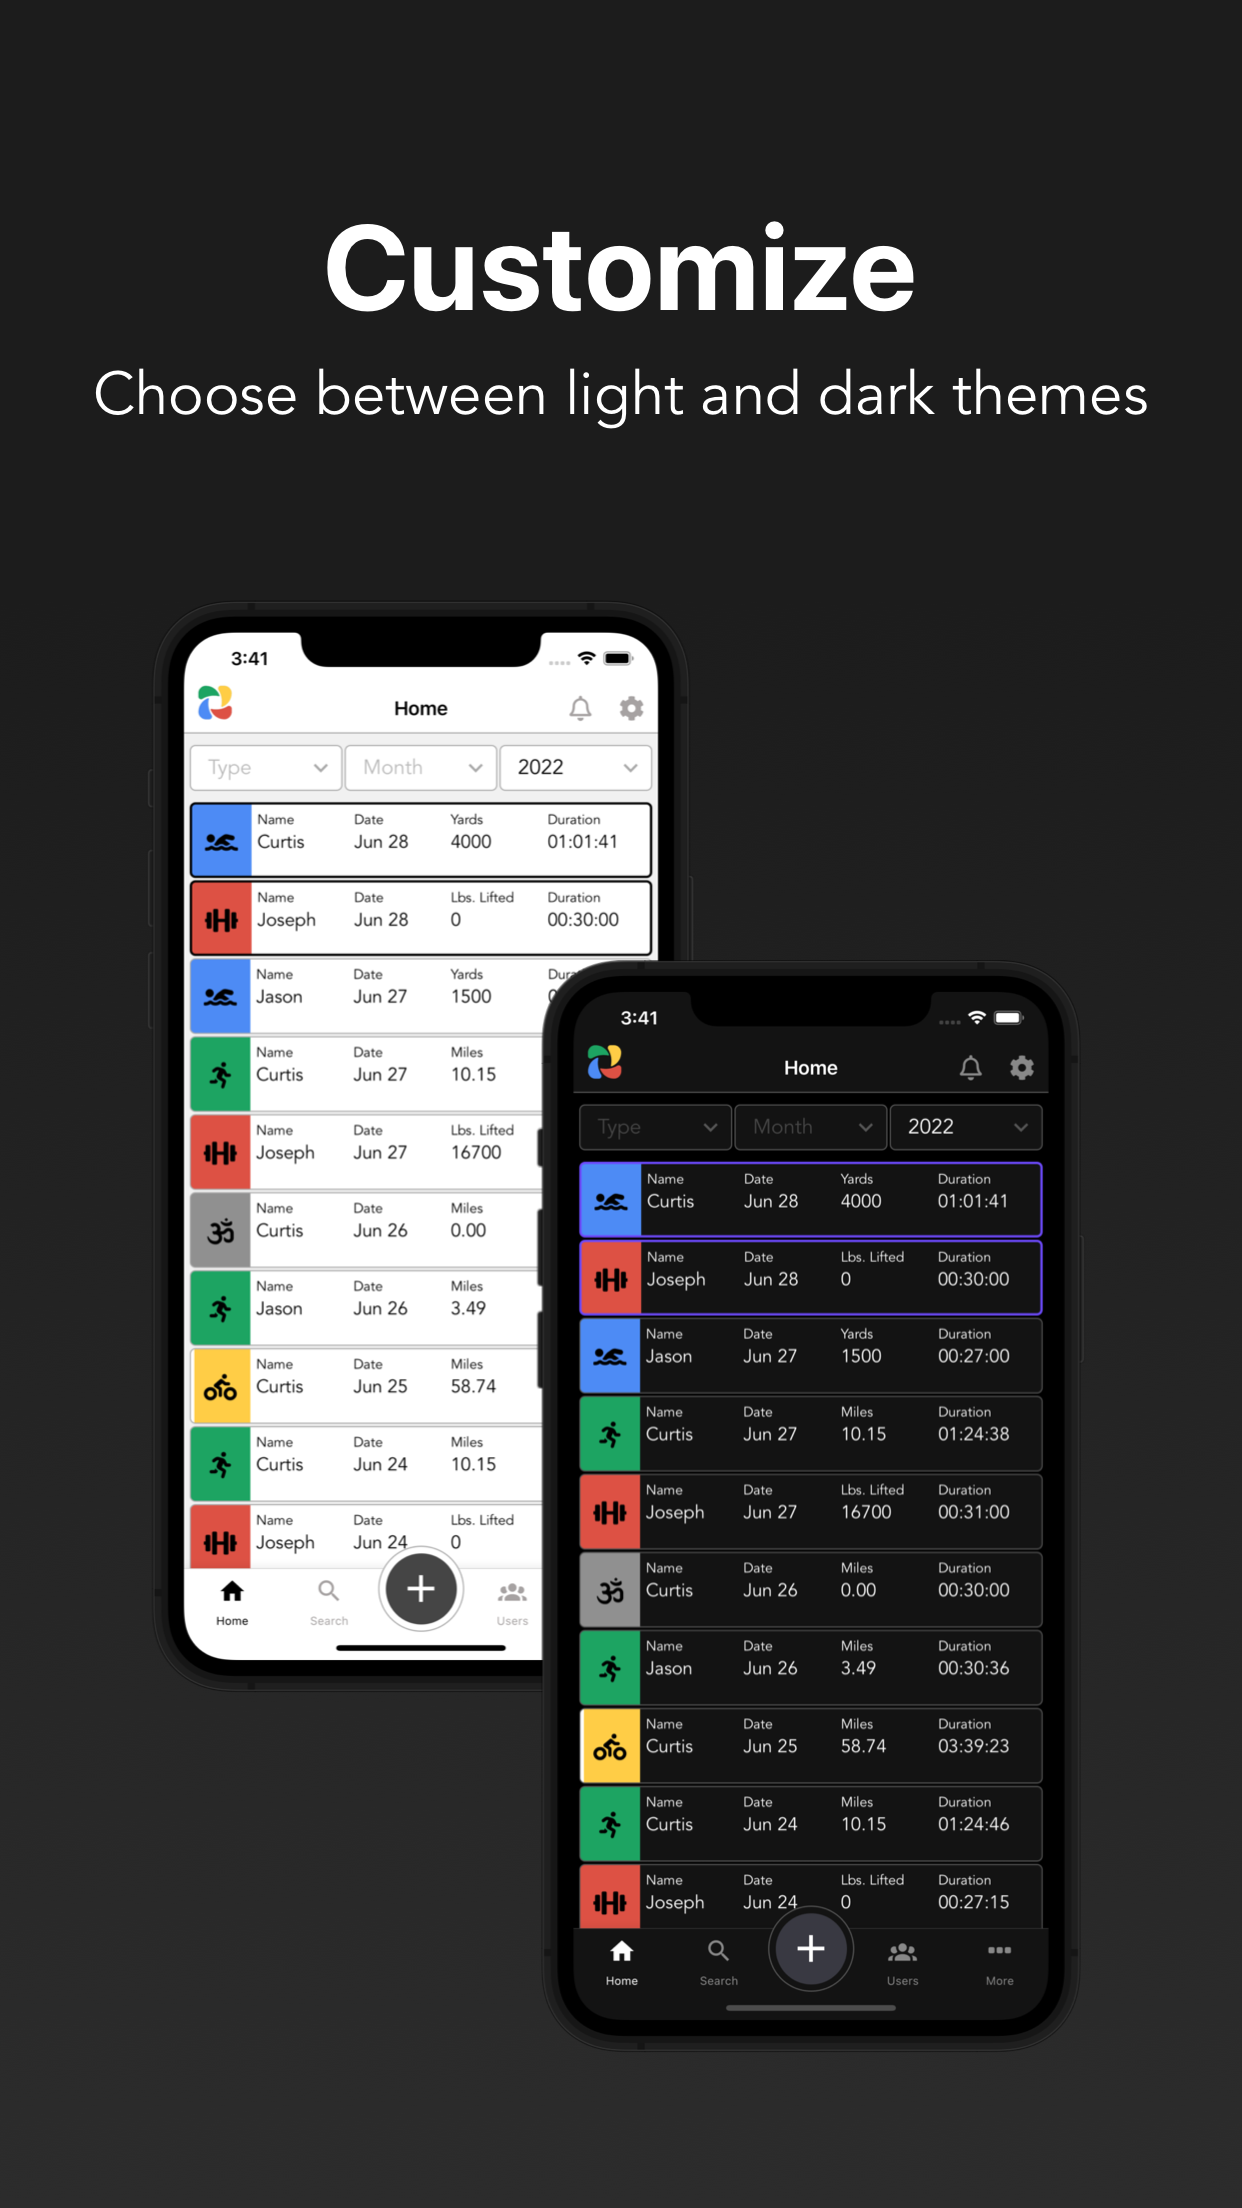 Customize
Choose between light and dark themes
3:41
Home
Type Month 2022
Name Date Yards Duration
Curtis Jun 28 4000 01:01:41
Name Date Lbs. Lifted Duration
Joseph Jun 28 0 00:30:00
Name Date Yards
Jason Jun 27 1500
Name Date Miles
Curtis Jun 27 10.15
Name Date Lbs. Lifted
Joseph Jun 27 16700
Name Date Miles
ॐ Curtis Jun 26 0.00
Name Date Miles
Jason Jun 26 3.49
Name Date Miles
Curtis Jun 25 58.74
Name Date Miles
Curtis Jun 24 10.15
Name Date Lbs. Lifted
Joseph Jun 24 0
Home Search Users
3:41
Home
Type Month 2022
Name Date Yards Duration
Curtis Jun 28 4000 01:01:41
Name Date Lbs. Lifted Duration
Joseph Jun 28 0 00:30:00
Name Date Yards Duration
Jason Jun 27 1500 00:27:00
Name Date Miles Duration
Curtis Jun 27 10.15 01:24:38
Name Date Lbs. Lifted Duration
Joseph Jun 27 16700 00:31:00
Name Date Miles Duration
ॐ Curtis Jun 26 0.00 00:30:00
Name Date Miles Duration
Jason Jun 26 3.49 00:30:36
Name Date Miles Duration
Curtis Jun 25 58.74 03:39:23
Name Date Miles Duration
Curtis Jun 24 10.15 01:24:46
Name Date Lbs. Lifted Duration
Joseph Jun 24 0 00:27:15
Home Search Users More